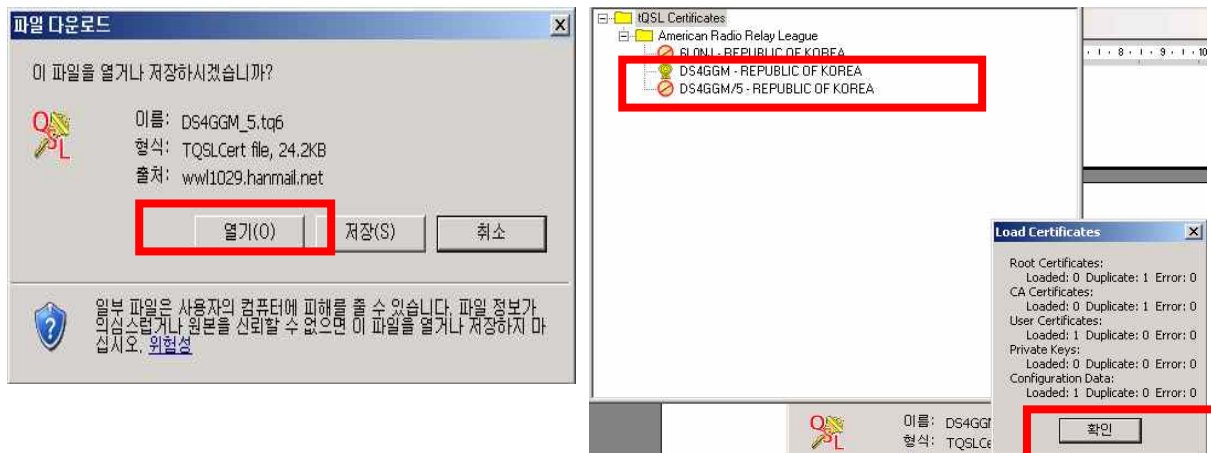 파일 다운로드
이 파일을 열거나 저장하시겠습니까?
이름: DS4GGM_5.tq6
형식: TQSLCert file, 24.2KB
출처: wwl1029.hanmail.net
열기(O) 저장(S) 취소
일부 파일은 사용자의 컴퓨터에 피해를 줄 수 있습니다. 파일 정보가
의심스럽거나 원본을 신뢰할 수 없으면 이 파일을 열거나 저장하지 마
십시오. 위험성
tQSL Certificates
American Radio Relay League
6L0NJ - REPUBLIC OF KOREA
DS4GGM - REPUBLIC OF KOREA
DS4GGM/5 - REPUBLIC OF KOREA
8 9 10
Load Certificates
Root Certificates:
Loaded: 0 Duplicate: 1 Error: 0
CA Certificates:
Loaded: 0 Duplicate: 1 Error: 0
User Certificates:
Loaded: 1 Duplicate: 0 Error: 0
Private Keys:
Loaded: 0 Duplicate: 0 Error: 0
Configuration Data:
Loaded: 1 Duplicate: 0 Error: 0
확인
이름: DS4GG
형식: TQSLCe